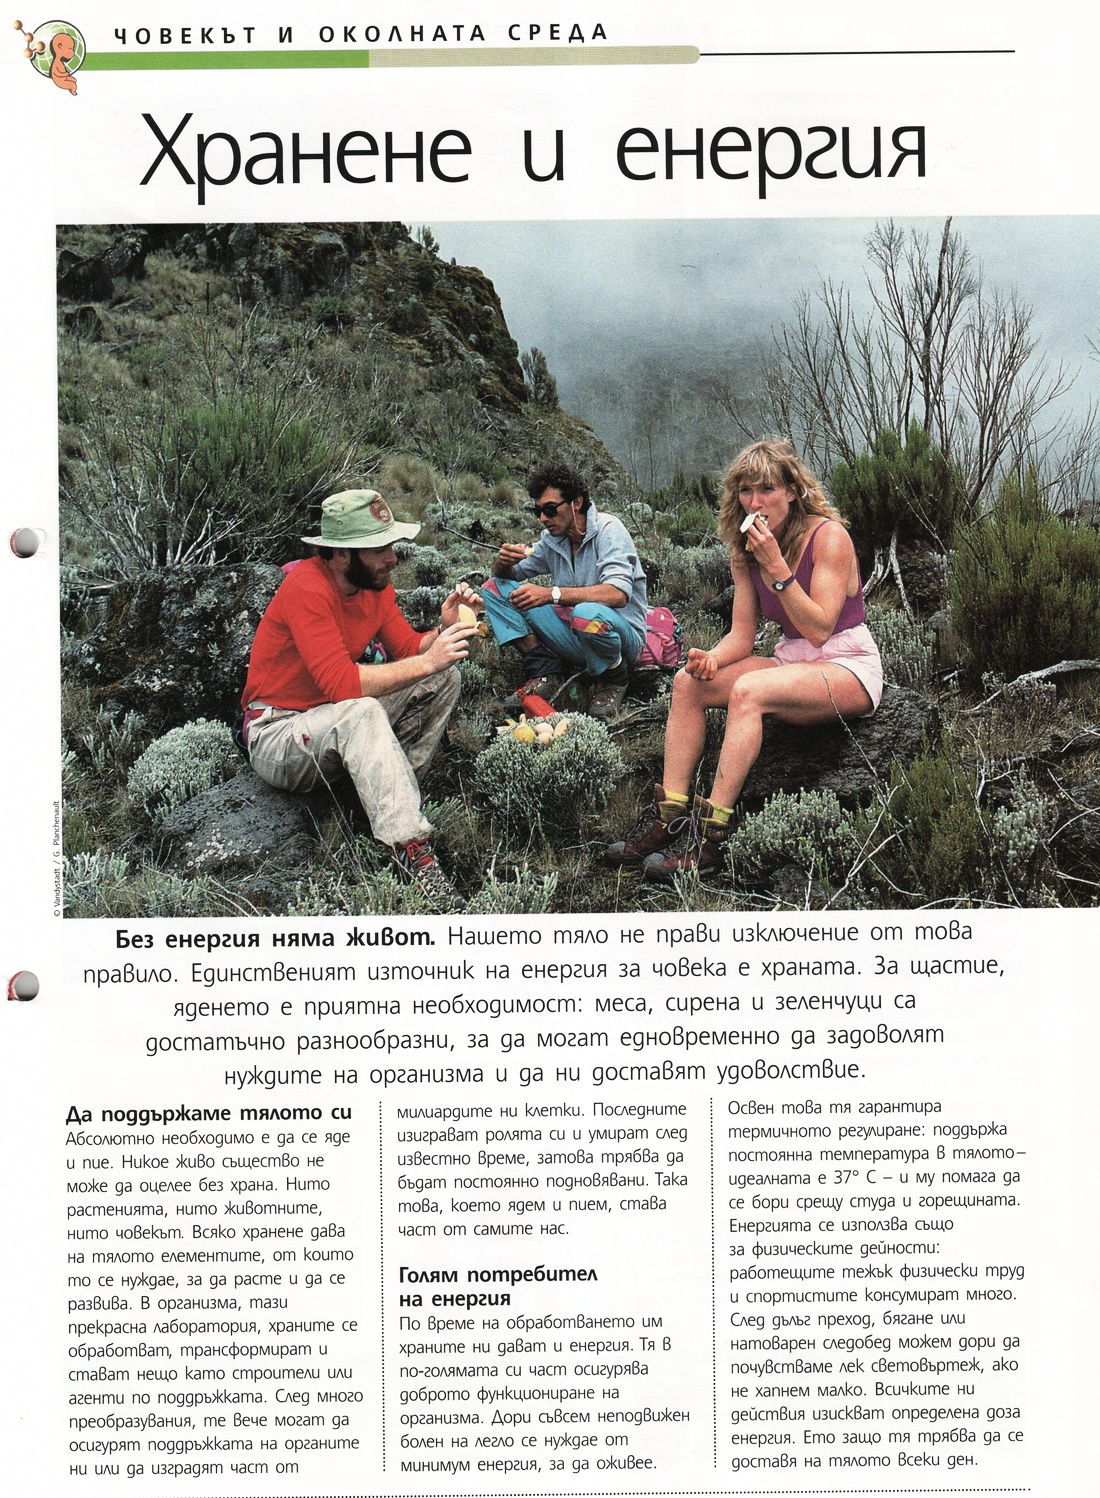 ЧОВЕКЪТ И ОКОЛНАТА СРЕДА
Хранене и енергия
© Vandystadt / G. Planchenault
Без енергия няма живот. Нашето тяло не прави изключение от това
правило. Единственият източник на енергия за човека е храната. За щастие,
яденето е приятна необходимост: меса, сирена и зеленчуци са
достатъчно разнообразни, за да могат едновременно да задоволят
нуждите на организма и да ни доставят удоволствие.
Да поддържаме тялото си
Абсолютно необходимо е да се яде
и пие. Никое живо същество не
може да оцелее без храна. Нито
растенията, нито животните,
нито човекът. Всяко хранене дава
на тялото елементите, от които
то се нуждае, за да расте и да се
развива. В организма, тази
прекрасна лаборатория, храните се
обработват, трансформират и
стават нещо като строители или
агенти по поддръжката. След много
преобразувания, те вече могат да
осигурят поддръжката на органите
ни или да изградят част от
милиардите ни клетки. Последните
изиграват ролята си и умират след
известно време, затова трябва да
бъдат постоянно подновявани. Така
това, което ядем и пием, става
част от самите нас.
Голям потребител
на енергия
По време на обработването им
храните ни дават и енергия. Тя в
по-голямата си част осигурява
доброто функциониране на
организма. Дори съвсем неподвижен
болен на легло се нуждае от
минимум енергия, за да оживее.
Освен това тя гарантира
термичното регулиране: поддържа
постоянна температура в тялото–
идеалната е 37° С – и му помага да
се бори срещу студа и горещината.
Енергията се използва също
за физическите дейности:
работещите тежък физически труд
и спортистите консумират много.
След дълъг преход, бягане или
натоварен следобед можем дори да
почувстваме лек световъртеж, ако
не хапнем малко. Всичките ни
действия изискват определена доза
енергия. Ето защо тя трябва да се
доставя на тялото всеки ден.